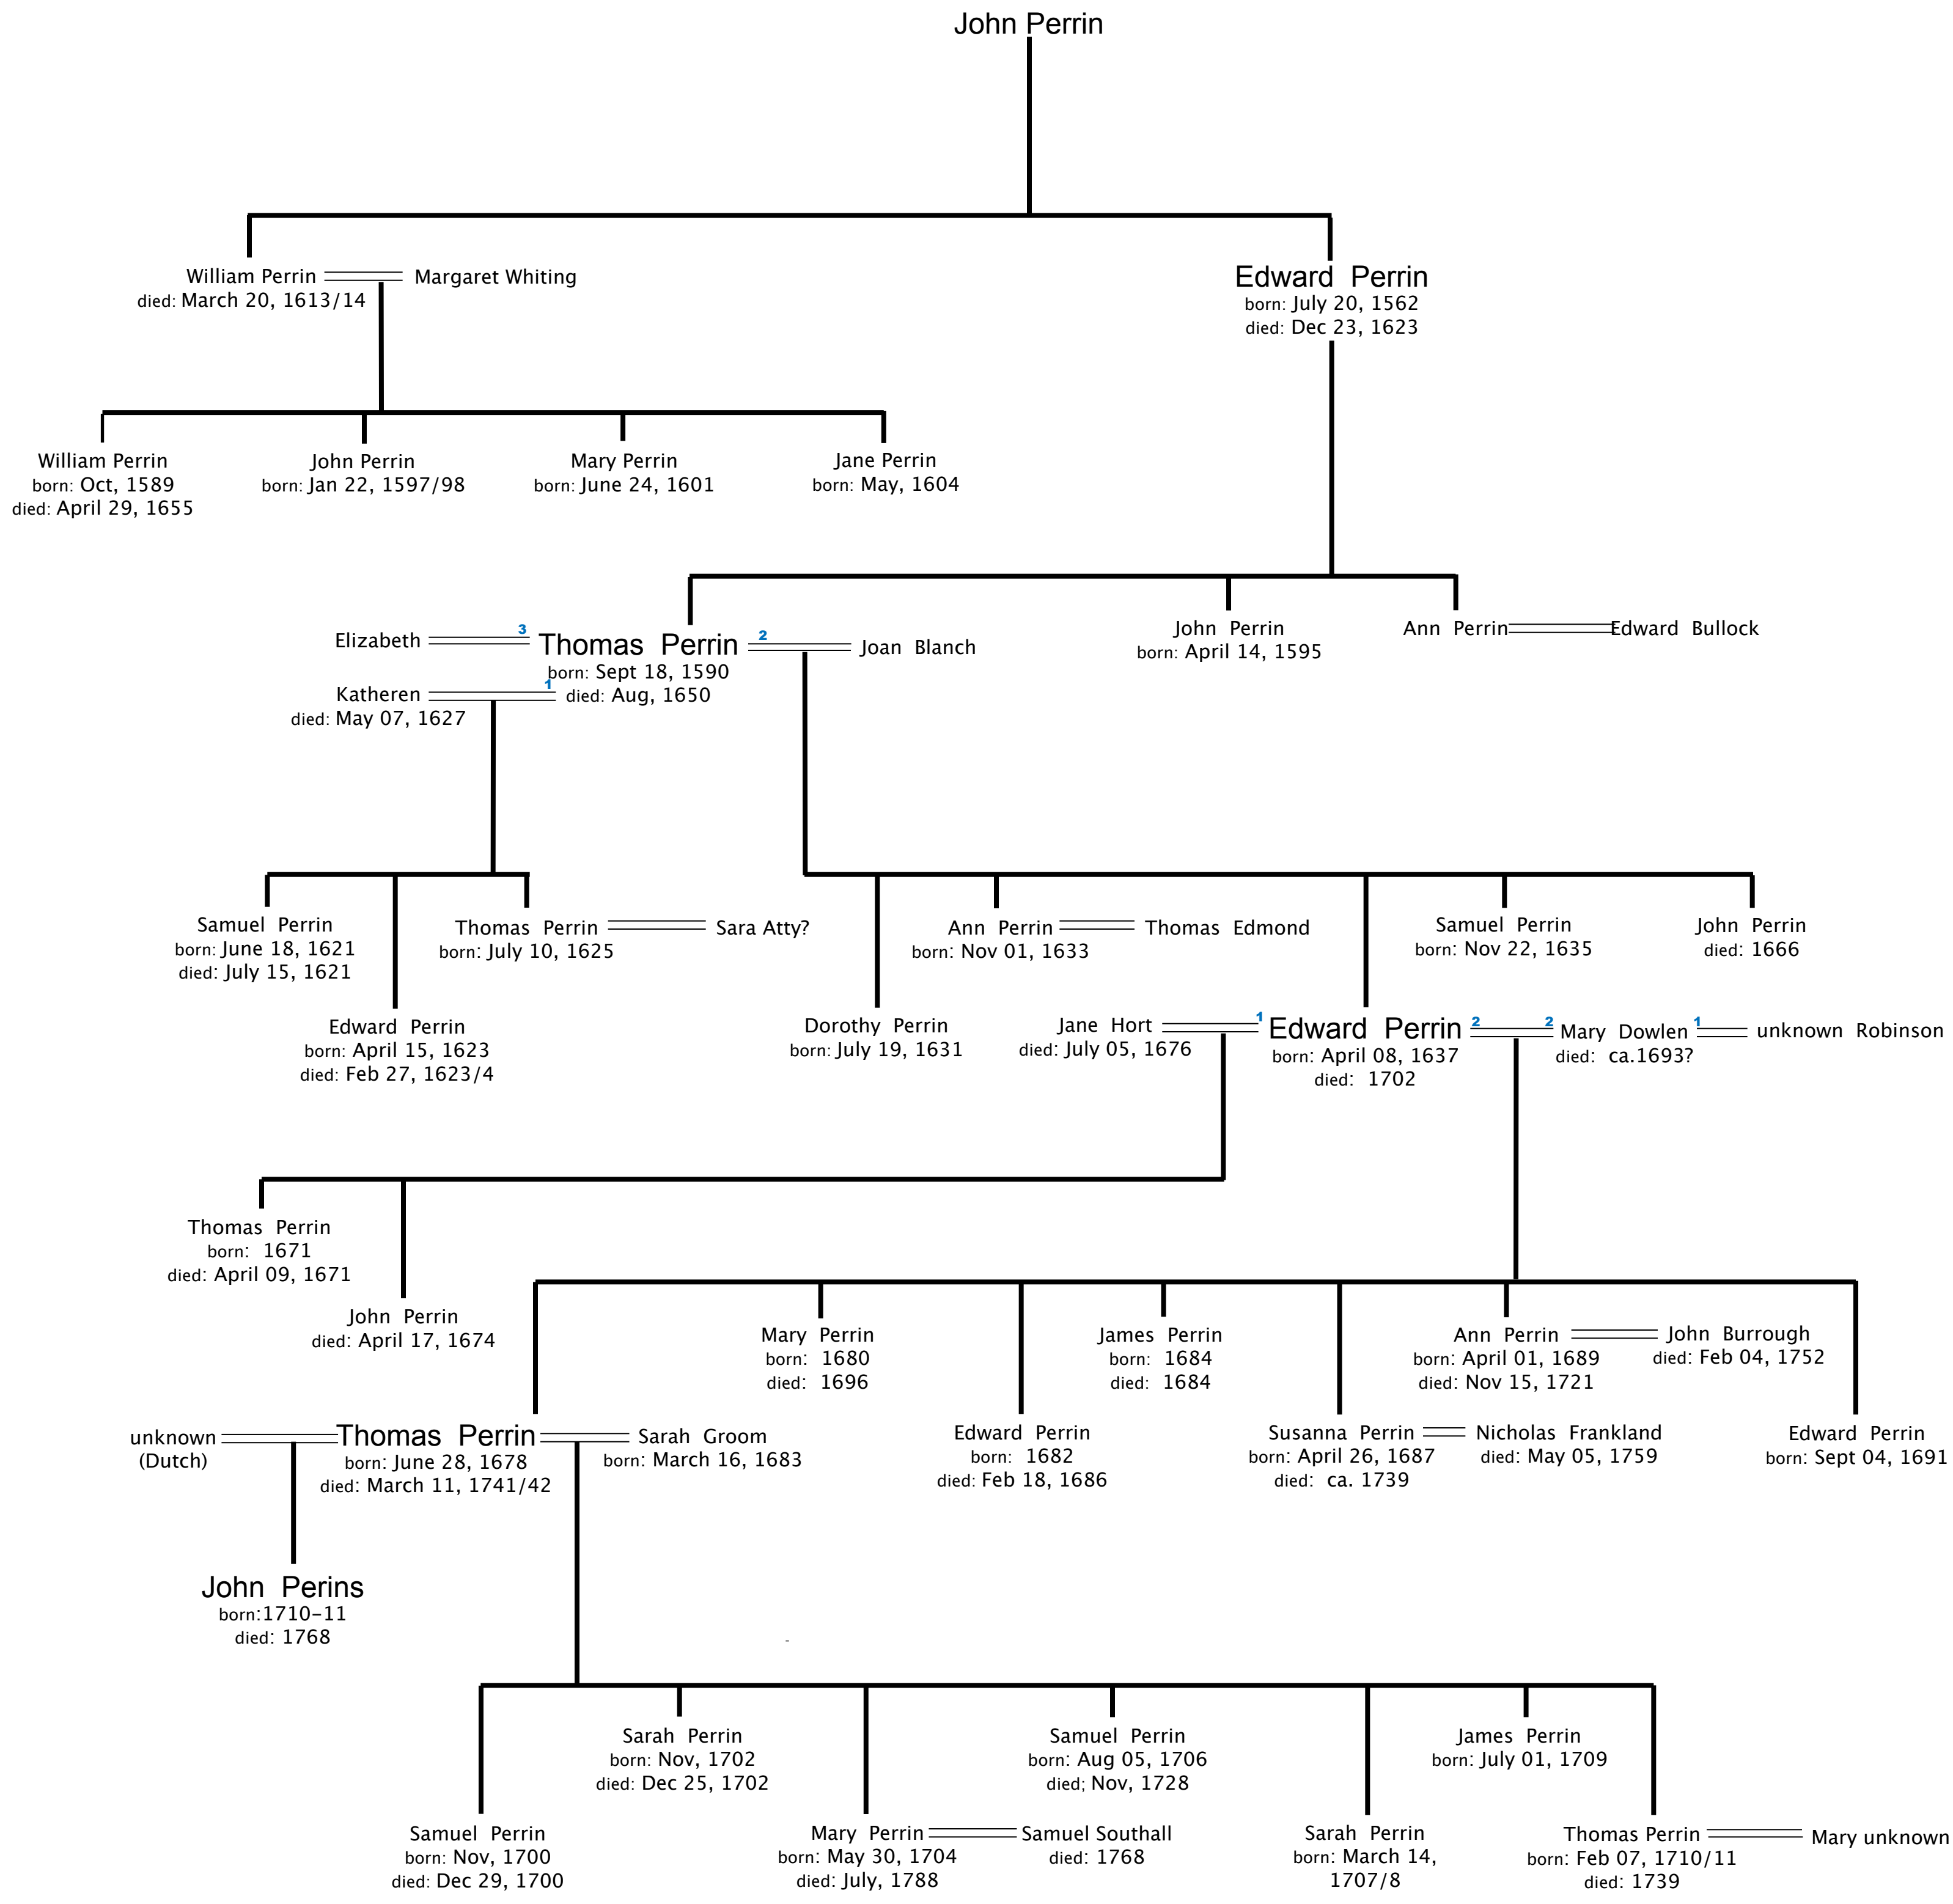 John Perrin
William Perrin
died: March 20, 1613/14
Margaret Whiting
Edward Perrin
born: July 20, 1562
died: Dec 23, 1623
William Perrin
born: Oct, 1589
died: April 29, 1655
John Perrin
born: Jan 22, 1597/98
Mary Perrin
born: June 24, 1601
Jane Perrin
born: May, 1604
Elizabeth
3
Thomas Perrin
born: Sept 18, 1590
died: Aug, 1650
2
Joan Blanch
Katheren
died: May 07, 1627
1
John Perrin
born: April 14, 1595
Ann Perrin
Edward Bullock
Samuel Perrin
born: June 18, 1621
died: July 15, 1621
Thomas Perrin
born: July 10, 1625
Sara Atty?
Ann Perrin
born: Nov 01, 1633
Thomas Edmond
Samuel Perrin
born: Nov 22, 1635
John Perrin
died: 1666
Edward Perrin
born: April 15, 1623
died: Feb 27, 1623/4
Dorothy Perrin
born: July 19, 1631
Jane Hort
died: July 05, 1676
1
Edward Perrin
born: April 08, 1637
died: 1702
2
2
Mary Dowlen
died: ca.1693?
1
unknown Robinson
Thomas Perrin
born: 1671
died: April 09, 1671
John Perrin
died: April 17, 1674
Mary Perrin
born: 1680
died: 1696
James Perrin
born: 1684
died: 1684
Ann Perrin
born: April 01, 1689
died: Nov 15, 1721
John Burrough
died: Feb 04, 1752
unknown
(Dutch)
Thomas Perrin
born: June 28, 1678
died: March 11, 1741/42
Sarah Groom
born: March 16, 1683
Edward Perrin
born: 1682
died: Feb 18, 1686
Susanna Perrin
born: April 26, 1687
died: ca. 1739
Nicholas Frankland
died: May 05, 1759
Edward Perrin
born: Sept 04, 1691
John Perins
born:1710-11
died: 1768
-
Sarah Perrin
born: Nov, 1702
died: Dec 25, 1702
Samuel Perrin
born: Aug 05, 1706
died; Nov, 1728
James Perrin
born: July 01, 1709
Samuel Perrin
born: Nov, 1700
died: Dec 29, 1700
Mary Perrin
born: May 30, 1704
died: July, 1788
Samuel Southall
died: 1768
Sarah Perrin
born: March 14,
1707/8
Thomas Perrin
born: Feb 07, 1710/11
died: 1739
Mary unknown